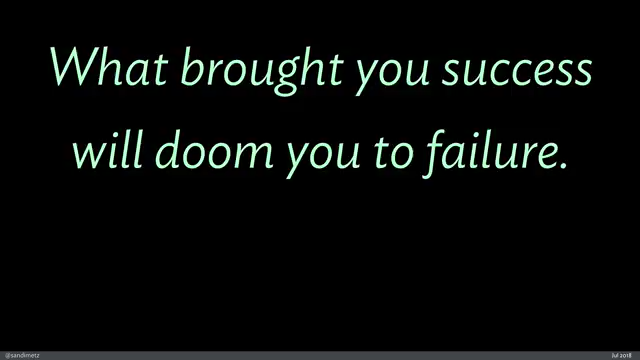 What brought you success
will doom you to failure.
@sandimetz
Jul 2018